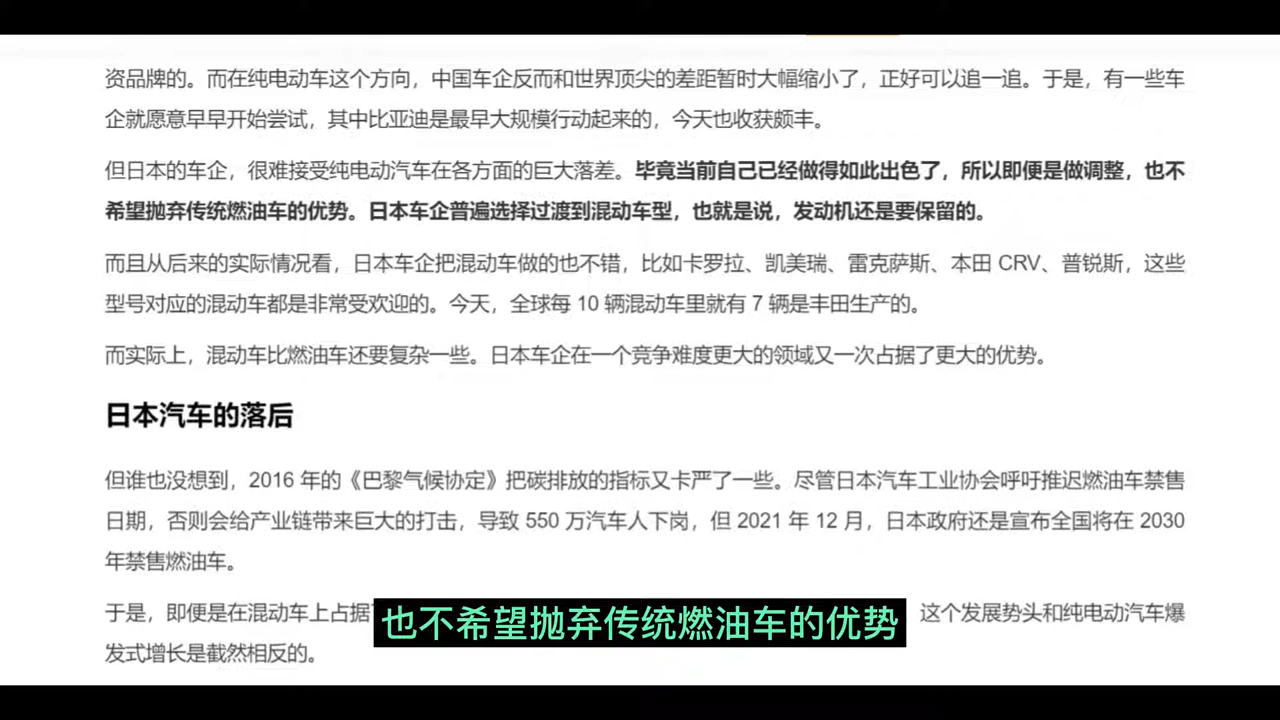 资品牌的。而在纯电动车这个方向，中国车企反而和世界顶尖的差距暂时大幅缩小了，正好可以追一追。于是，有一些车
企就愿意早早开始尝试，其中比亚迪是最早大规模行动起来的，今天也收获颇丰。
但日本的车企，很难接受纯电动汽车在各方面的巨大落差。毕竟当前自己已经做得如此出色了，所以即便是做调整，也不
希望抛弃传统燃油车的优势。日本车企普遍选择过渡到混动车型，也就是说，发动机还是要保留的。
而且从后来的实际情况看，日本车企把混动车做的也不错，比如卡罗拉、凯美瑞、雷克萨斯、本田 CRV、普锐斯，这些
型号对应的混动车都是非常受欢迎的。今天，全球每 10 辆混动车里就有 7 辆是丰田生产的。
而实际上，混动车比燃油车还要复杂一些。日本车企在一个竞争难度更大的领域又一次占据了更大的优势。
日本汽车的落后
但谁也没想到，2016 年的《巴黎气候协定》把碳排放的指标又卡严了一些。尽管日本汽车工业协会呼吁推迟燃油车禁售
日期，否则会给产业链带来巨大的打击，导致 550 万汽车人下岗，但 2021 年 12 月，日本政府还是宣布全国将在 2030
年禁售燃油车。
于是，即便是在混动车上占据
这个发展势头和纯电动汽车爆
也不希望抛弃传统燃油车的优势
发式增长是截然相反的。